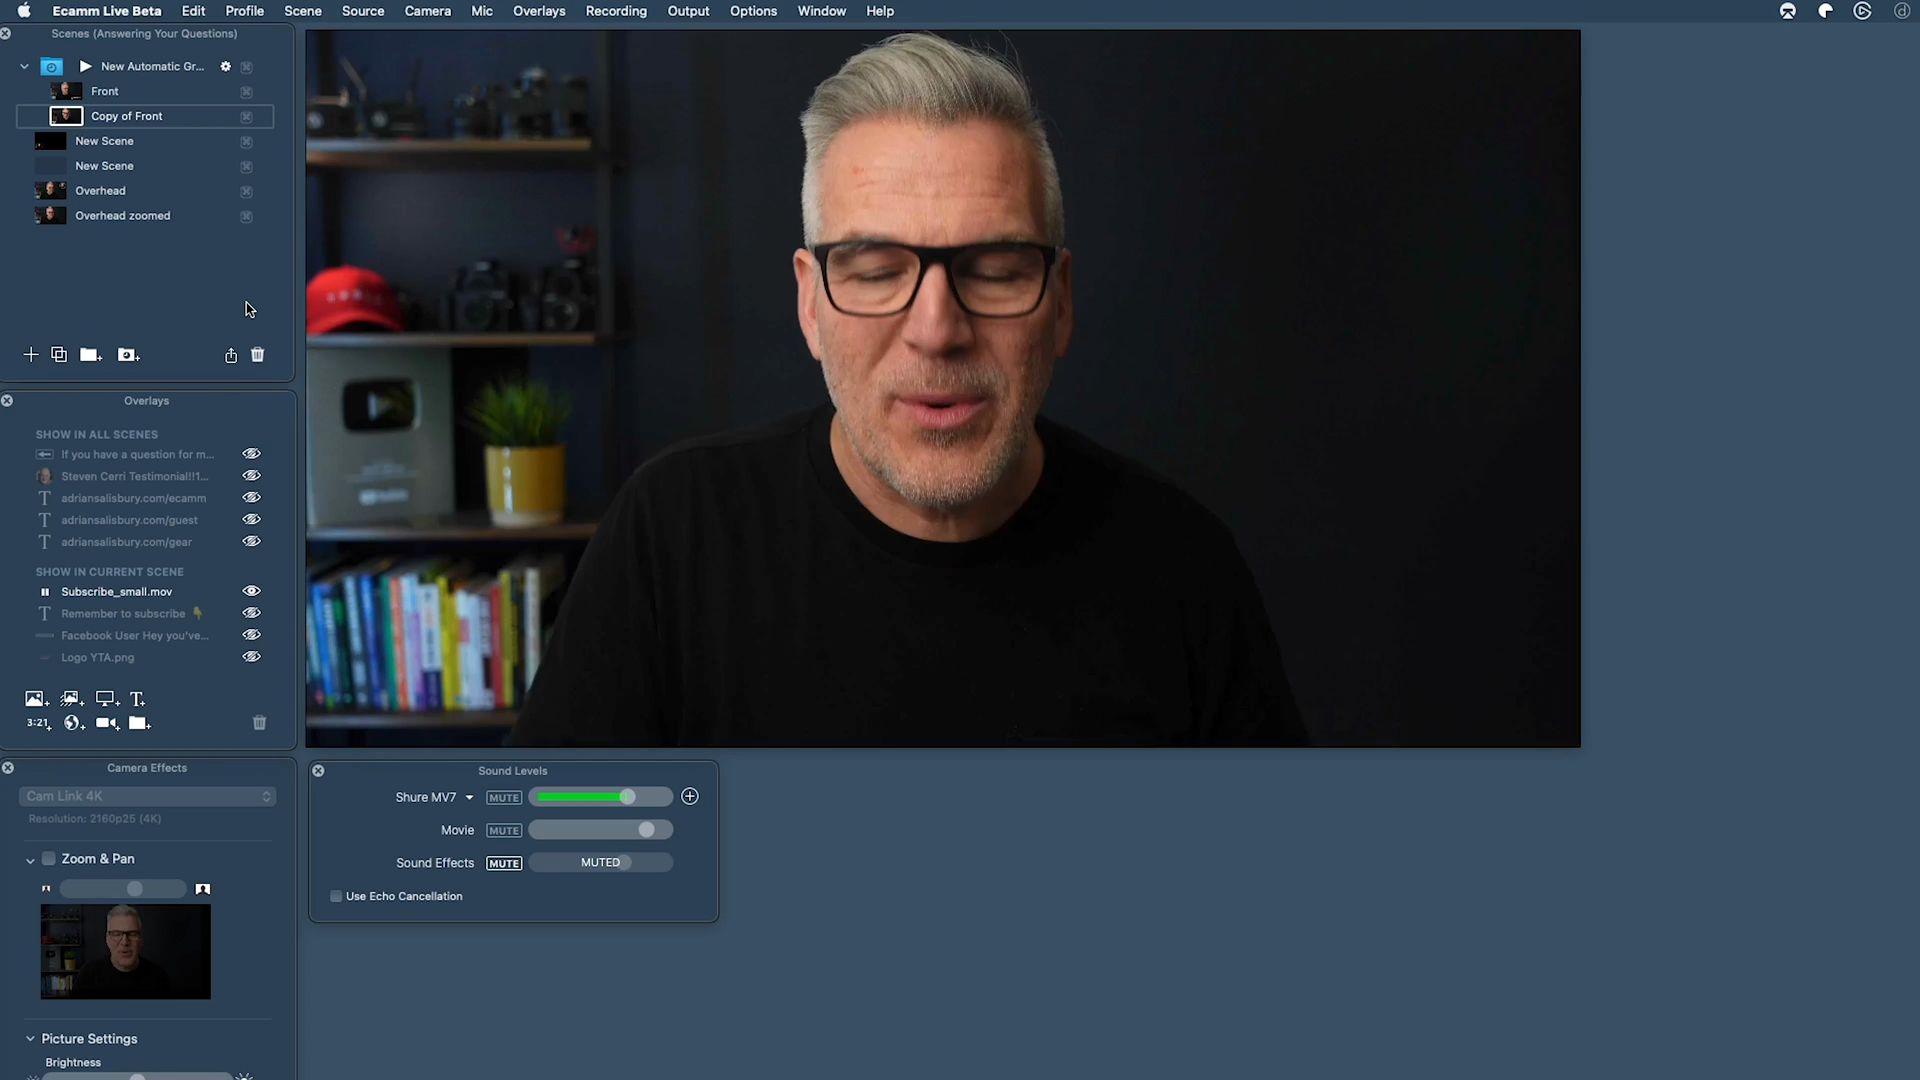 Ecamm Live Beta Edit Profile Scene Source Camera Mic Overlays Recording Output Options Window Help
Scenes (Answering Your Questions)
New Automatic Gr...
Front
Copy of Front
New Scene
New Scene
Overhead
Overhead zoomed
Overlays
SHOW IN ALL SCENES
If you have a question for m...
Steven Cerri Testimonial!!1...
adriansalisbury.com/ecamm
adriansalisbury.com/guest
adriansalisbury.com/gear
SHOW IN CURRENT SCENE
Subscribe_small.mov
Remember to subscribe 👇
Facebook User Hey you've...
Logo YTA.png
3:21
Camera Effects
Cam Link 4K
Resolution: 2160p25 (4K)
Zoom & Pan
Picture Settings
Brightness
Sound Levels
Shure MV7 MUTE
Movie MUTE
Sound Effects MUTE MUTED
Use Echo Cancellation